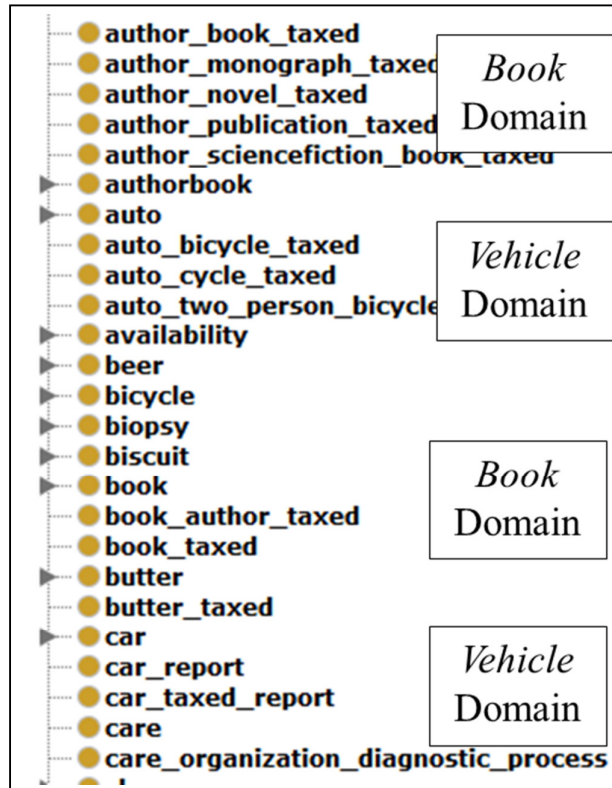 author_book_taxed
author_monograph_taxed
author_novel_taxed
author_publication_taxed
author_sciencefiction_book_taxed
Book
Domain
authorbook
auto
auto_bicycle_taxed
auto_cycle_taxed
auto_two_person_bicycle
Vehicle
Domain
availability
beer
bicycle
biopsy
biscuit
book
book_author_taxed
book_taxed
Book
Domain
butter
butter_taxed
car
car_report
car_taxed_report
care
care_organization_diagnostic_process
Vehicle
Domain